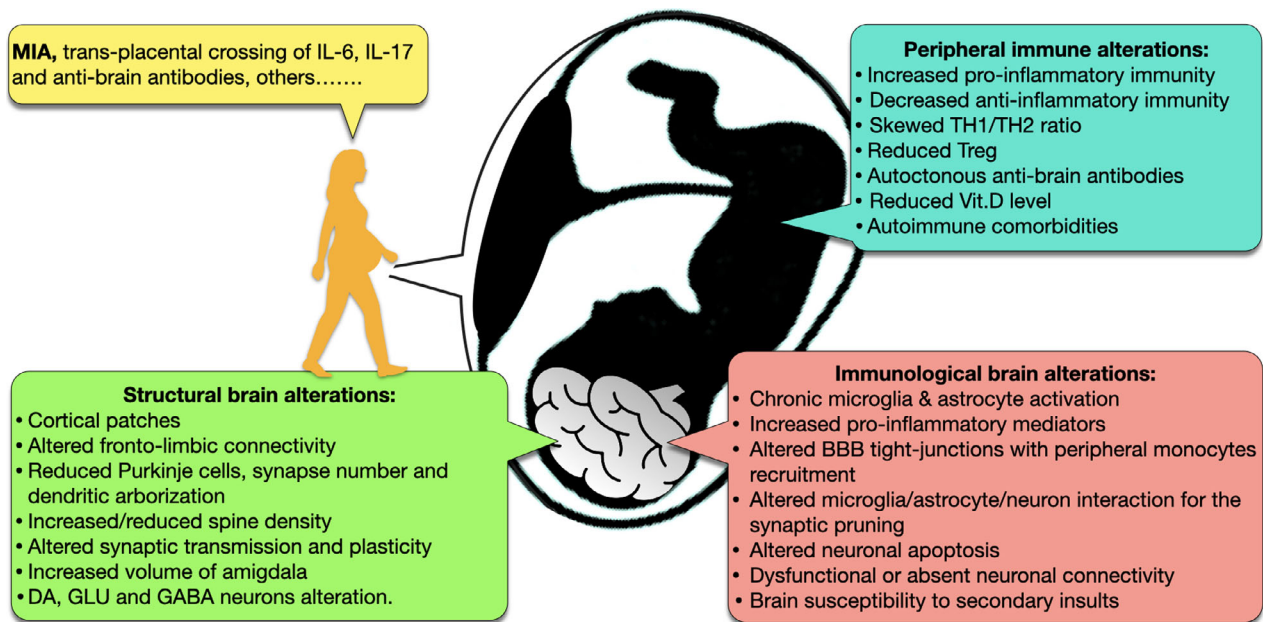 MIA, trans-placental crossing of IL-6, IL-17
and anti-brain antibodies, others.......
Peripheral immune alterations:
• Increased pro-inflammatory immunity
• Decreased anti-inflammatory immunity
• Skewed TH1/TH2 ratio
• Reduced Treg
• Autoctonous anti-brain antibodies
• Reduced Vit.D level
• Autoimmune comorbidities
Structural brain alterations:
• Cortical patches
• Altered fronto-limbic connectivity
• Reduced Purkinje cells, synapse number and
dendritic arborization
• Increased/reduced spine density
• Altered synaptic transmission and plasticity
• Increased volume of amigdala
• DA, GLU and GABA neurons alteration.
Immunological brain alterations:
• Chronic microglia & astrocyte activation
• Increased pro-inflammatory mediators
• Altered BBB tight-junctions with peripheral monocytes
recruitment
• Altered microglia/astrocyte/neuron interaction for the
synaptic pruning
• Altered neuronal apoptosis
• Dysfunctional or absent neuronal connectivity
• Brain susceptibility to secondary insults